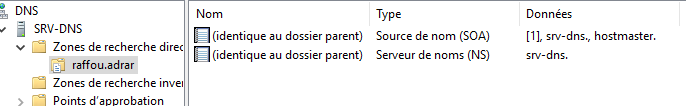 DNS
SRV-DNS
Zones de recherche direc
raffou.adrar
Zones de recherche inver
Points d'approbation
Nom Type Données
(identique au dossier parent) Source de nom (SOA) [1], srv-dns., hostmaster.
(identique au dossier parent) Serveur de noms (NS) srv-dns.